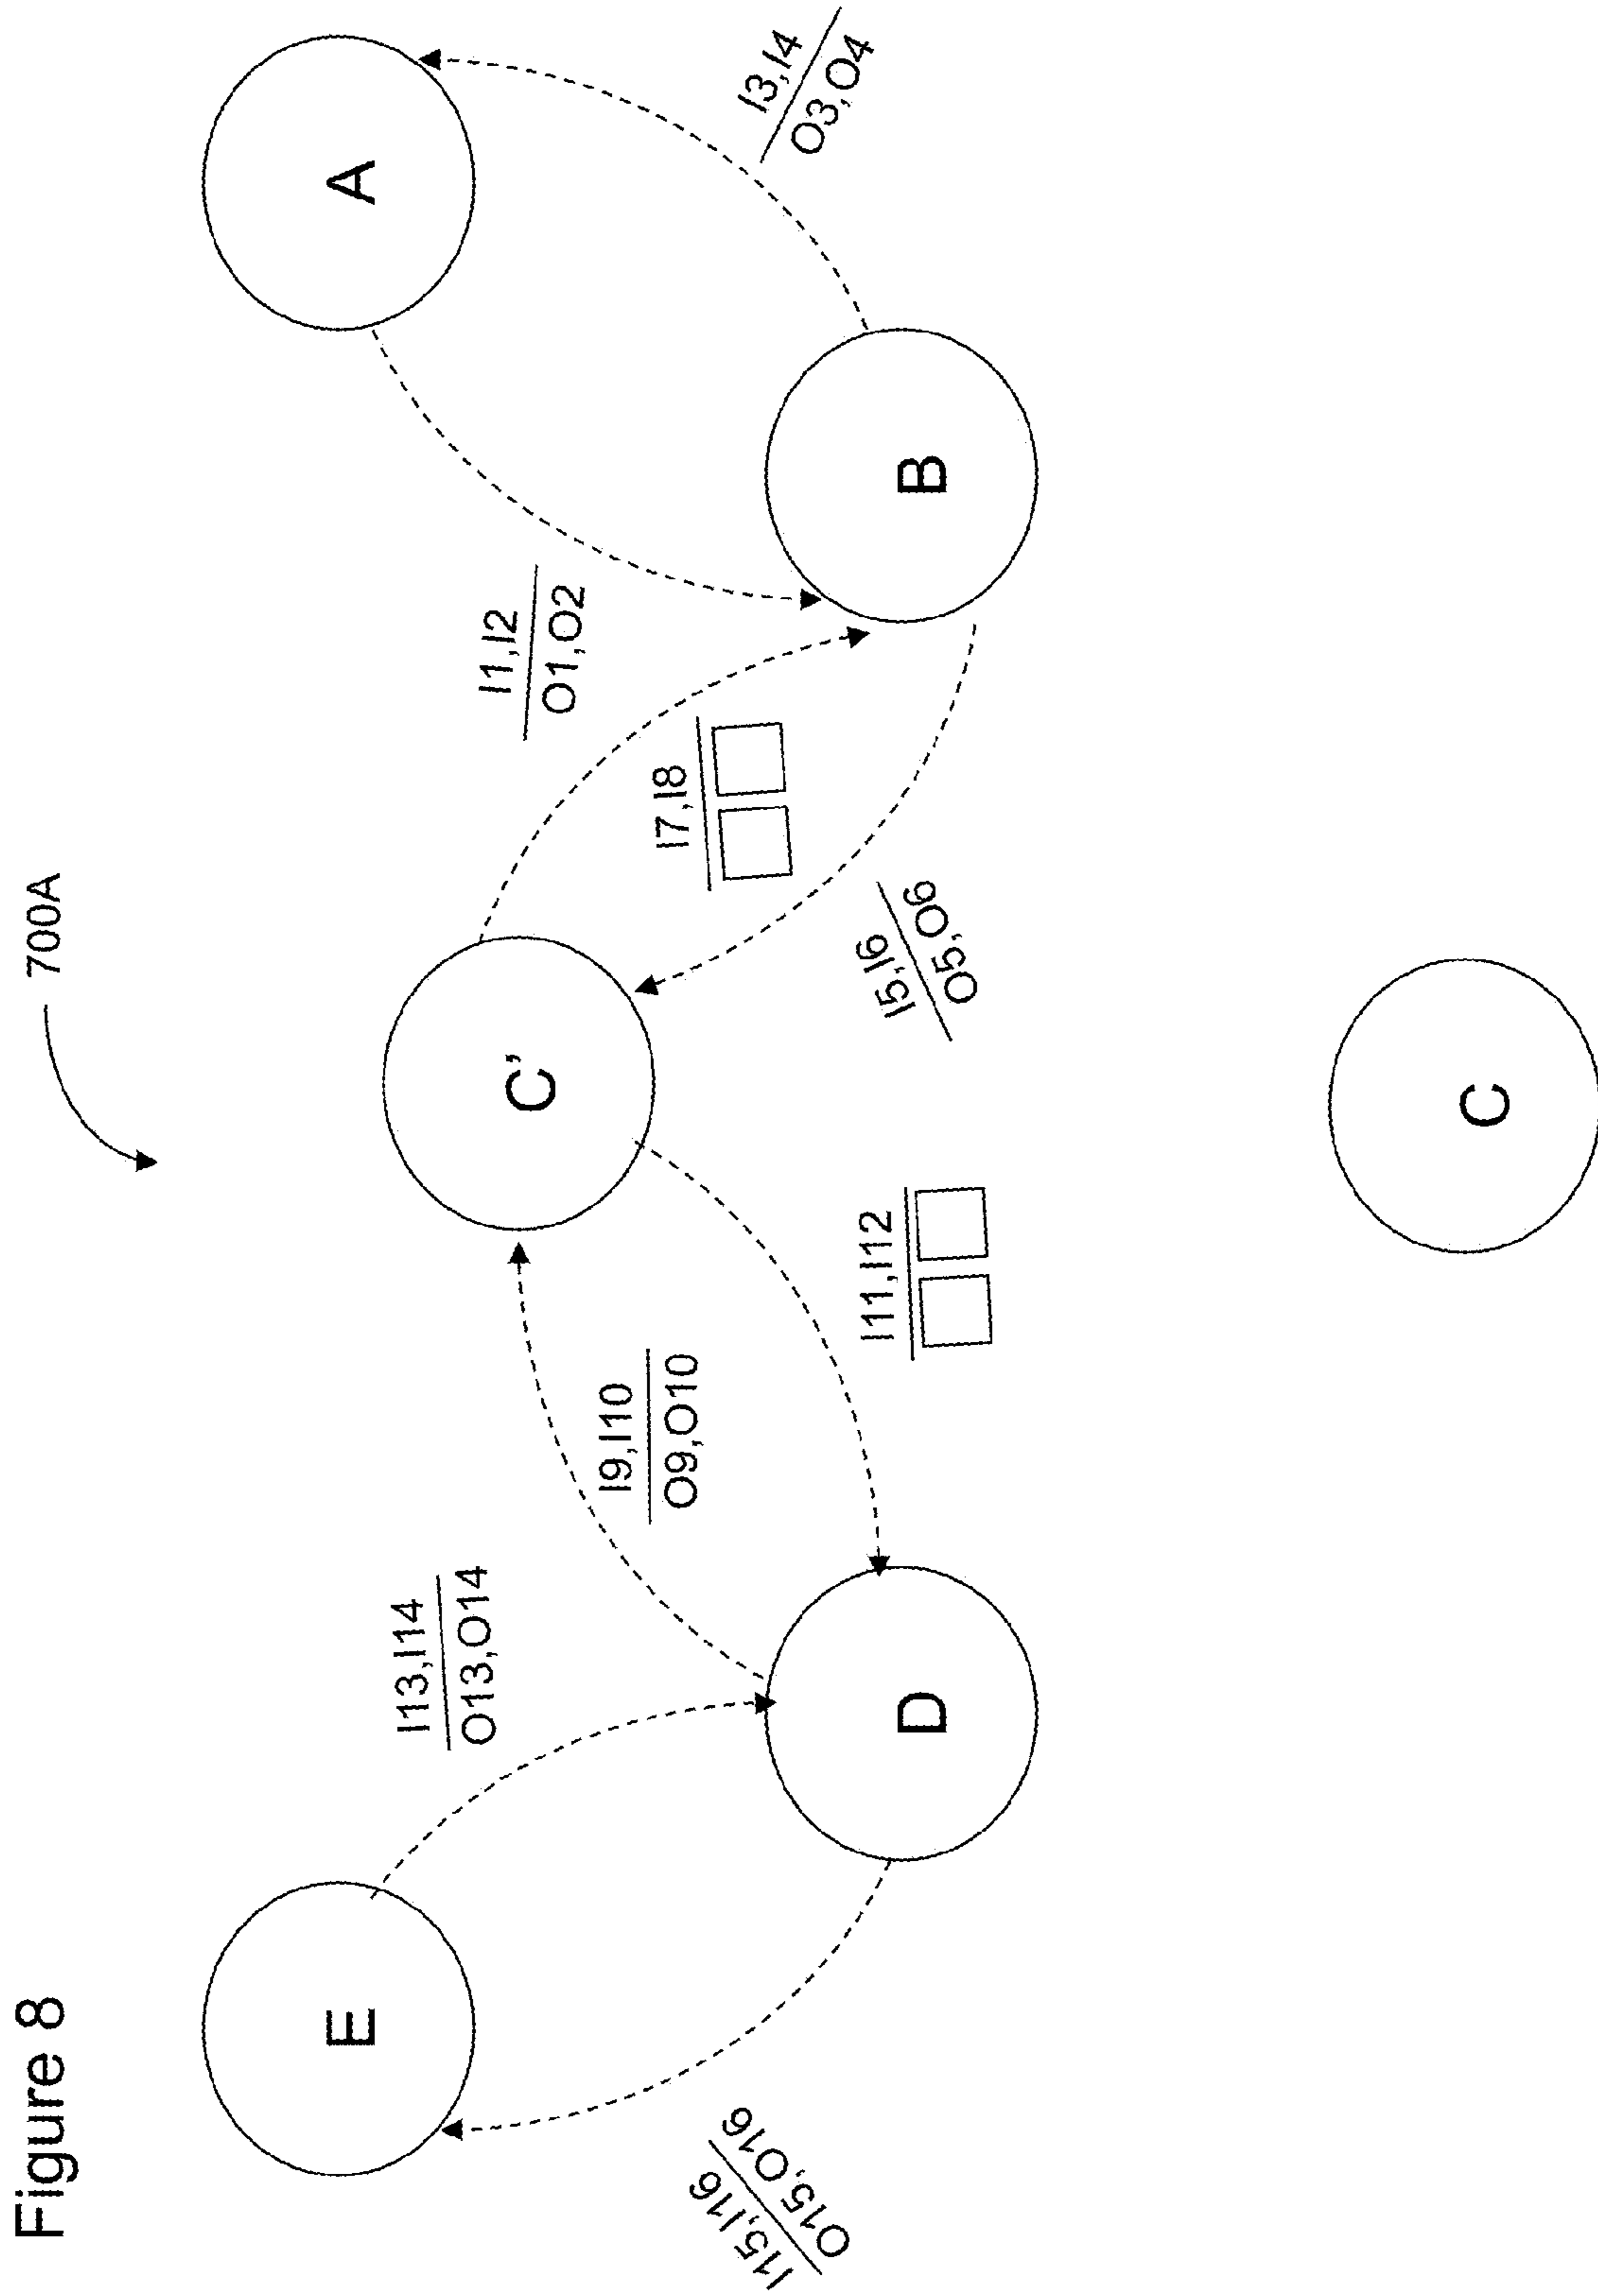 Figure 8
700A
E
I13,I14
O13,O14
I15,I16
O15,O16
D
I9,I10
O9,O10
C'
I11,I12
I7,I8
I5,I6
O5,O6
I1,I2
O1,O2
B
A
I3,I4
O3,O4
C